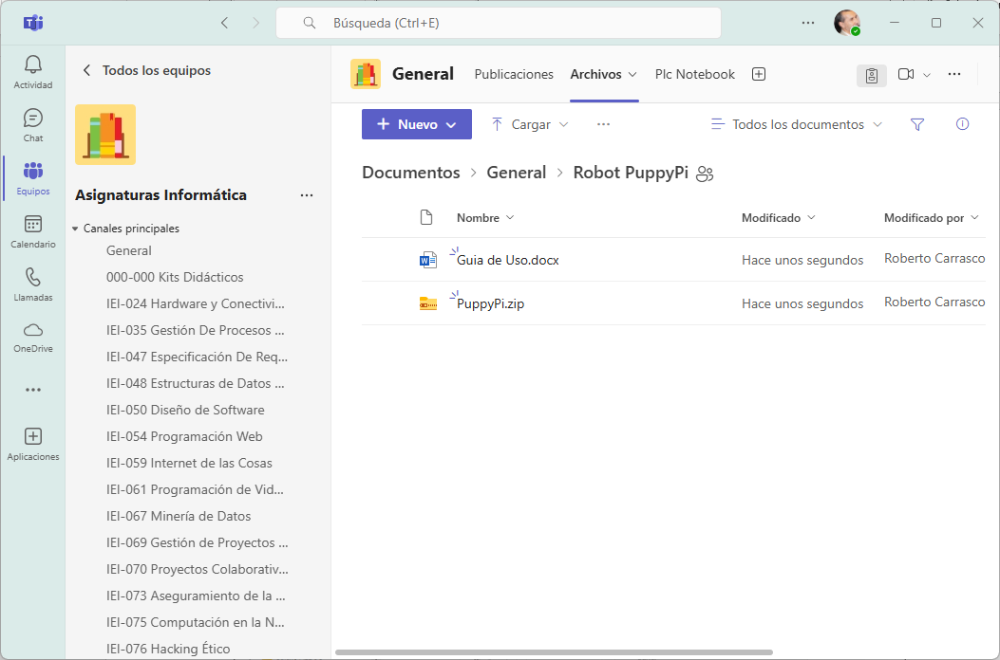 Búsqueda (Ctrl+E)
Actividad
Chat
Equipos
Calendario
Llamadas
OneDrive
Aplicaciones
Todos los equipos
Asignaturas Informática
Canales principales
General
000-000 Kits Didácticos
IEI-024 Hardware y Conectivi...
IEI-035 Gestión De Procesos ...
IEI-047 Especificación De Req...
IEI-048 Estructuras de Datos ...
IEI-050 Diseño de Software
IEI-054 Programación Web
IEI-059 Internet de las Cosas
IEI-061 Programación de Vid...
IEI-067 Minería de Datos
IEI-069 Gestión de Proyectos ...
IEI-070 Proyectos Colaborativ...
IEI-073 Aseguramiento de la ...
IEI-075 Computación en la N...
IEI-076 Hacking Ético
General Publicaciones Archivos Plc Notebook
+ Nuevo Cargar Todos los documentos
Documentos > General > Robot PuppyPi
Nombre Modificado Modificado por
Guia de Uso.docx Hace unos segundos Roberto Carrasco
PuppyPi.zip Hace unos segundos Roberto Carrasco